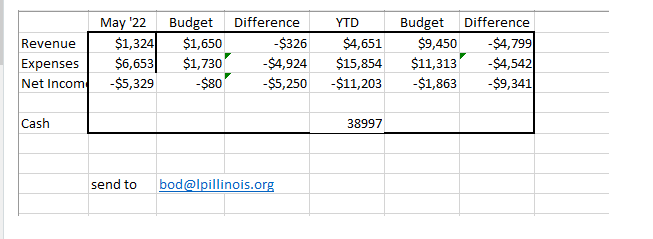 May '22 Budget Difference YTD Budget Difference
Revenue $1,324 $1,650 -$326 $4,651 $9,450 -$4,799
Expenses $6,653 $1,730 -$4,924 $15,854 $11,313 -$4,542
Net Incom -$5,329 -$80 -$5,250 -$11,203 -$1,863 -$9,341
Cash 38997
send to bod@lpillinois.org